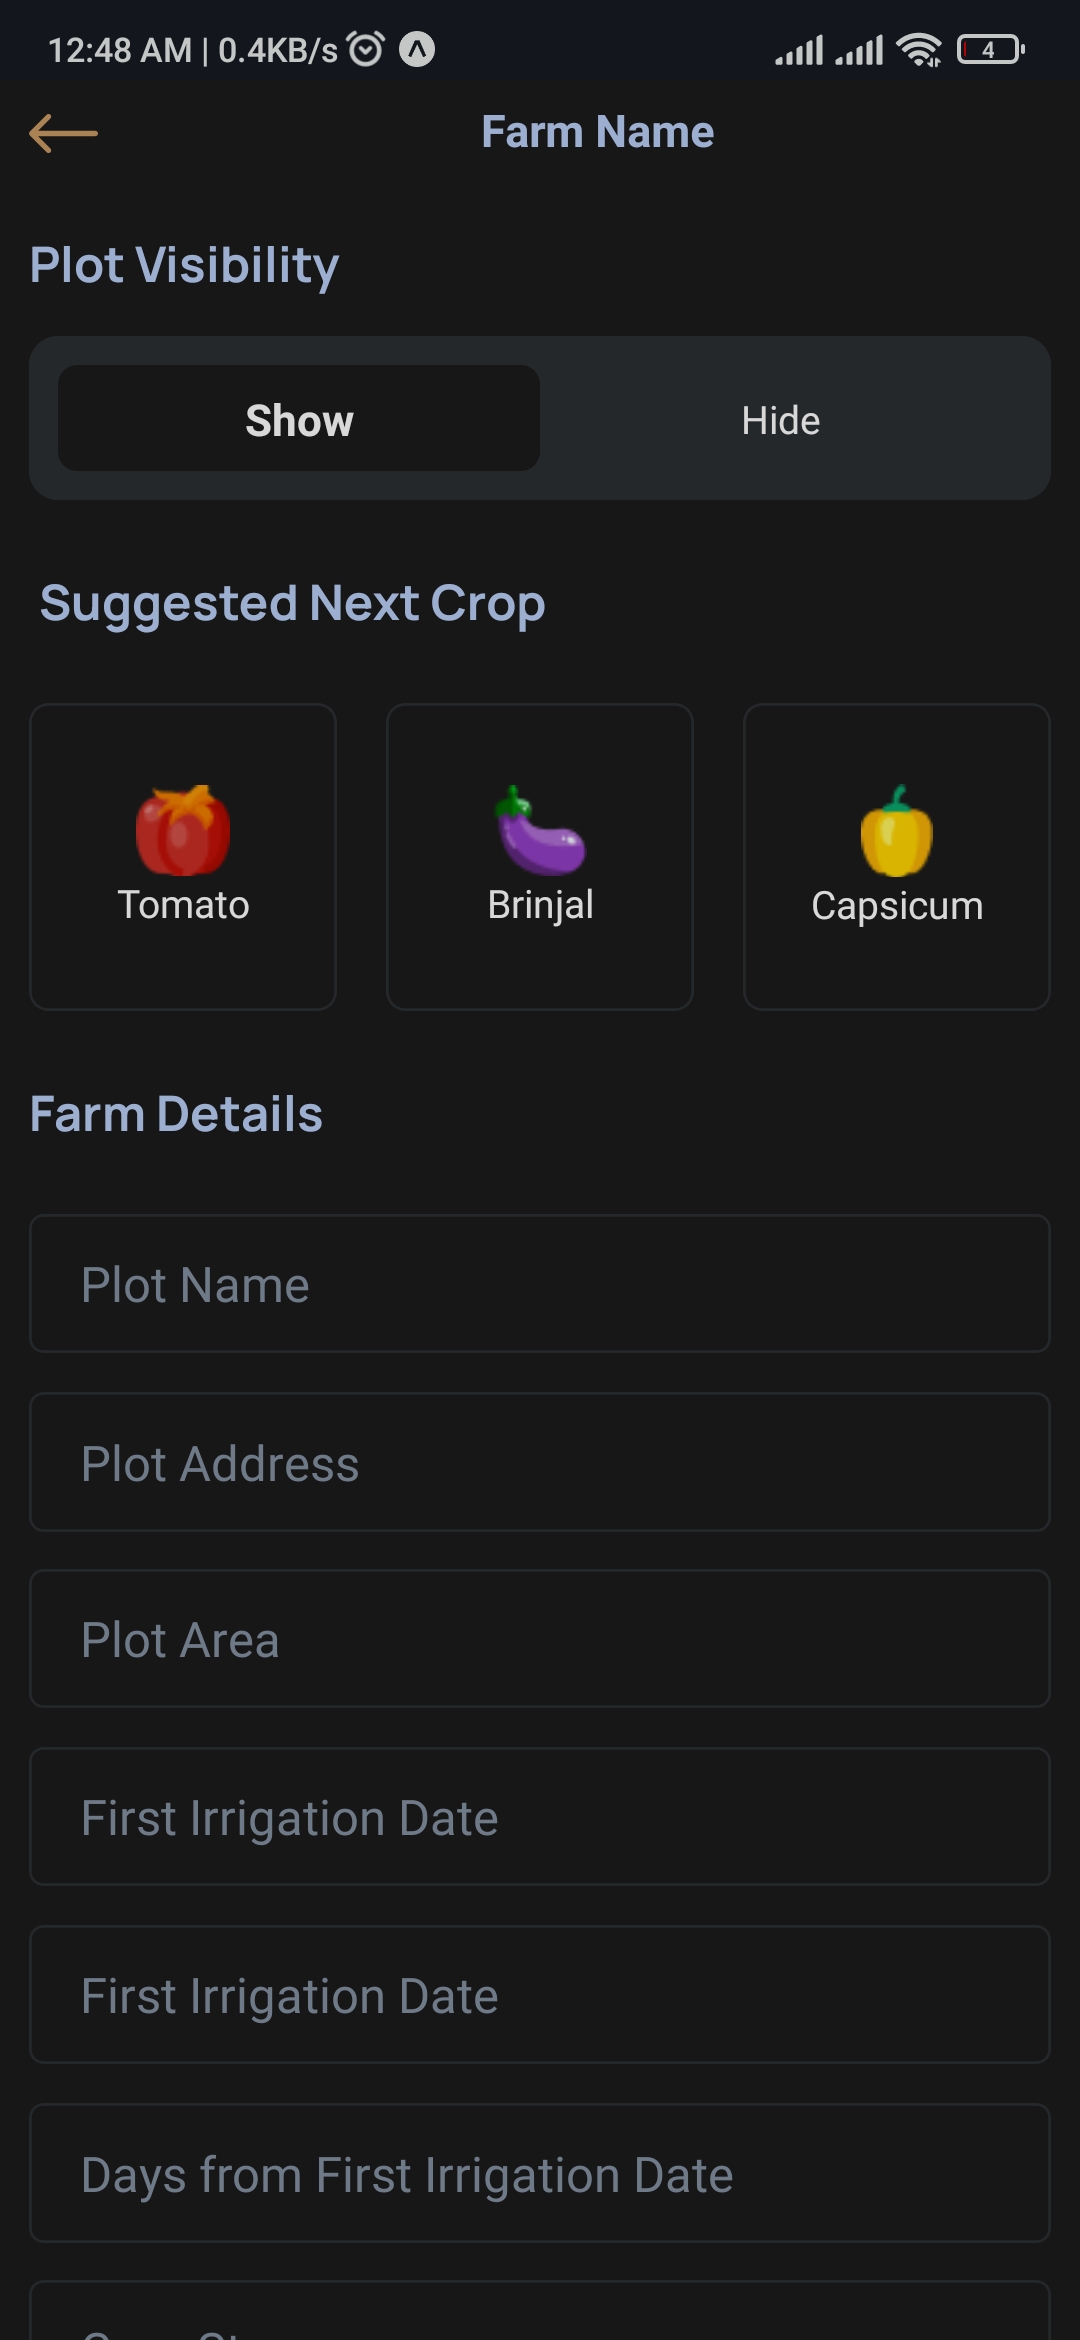 12:48 AM | 0.4KB/s 4
Farm Name
Plot Visibility
Show Hide
Suggested Next Crop
Tomato Brinjal Capsicum
Farm Details
Plot Name
Plot Address
Plot Area
First Irrigation Date
First Irrigation Date
Days from First Irrigation Date